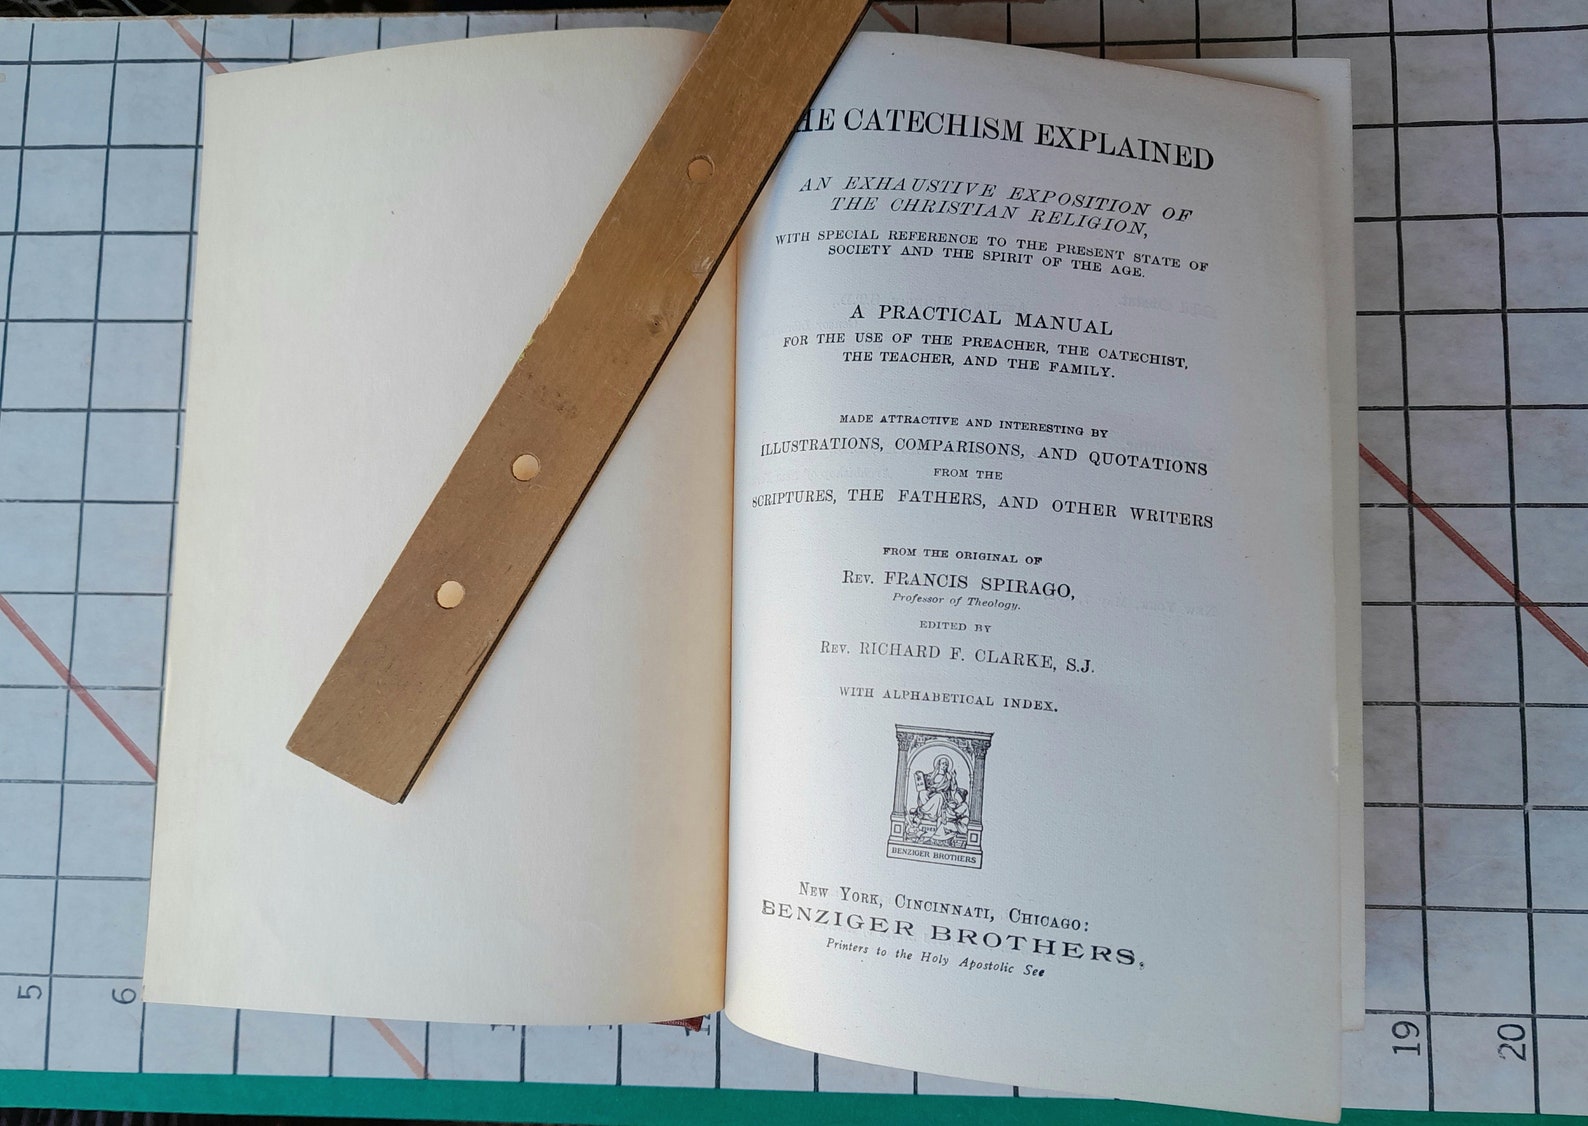 HE CATECHISM EXPLAINED
AN EXHAUSTIVE EXPOSITION OF
THE CHRISTIAN RELIGION,
WITH SPECIAL REFERENCE TO THE PRESENT STATE OF
SOCIETY AND THE SPIRIT OF THE AGE.
A PRACTICAL MANUAL
FOR THE USE OF THE PREACHER, THE CATECHIST,
THE TEACHER, AND THE FAMILY.
MADE ATTRACTIVE AND INTERESTING BY
ILLUSTRATIONS, COMPARISONS, AND QUOTATIONS
FROM THE
SCRIPTURES, THE FATHERS, AND OTHER WRITERS
FROM THE ORIGINAL OF
REV. FRANCIS SPIRAGO,
Professor of Theology.
EDITED BY
REV. RICHARD F. CLARKE, S.J.
WITH ALPHABETICAL INDEX.
BENZIGER BROTHERS
NEW YORK, CINCINNATI, CHICAGO:
BENZIGER BROTHERS,
Printers to the Holy Apostolic See
5
6
19
20